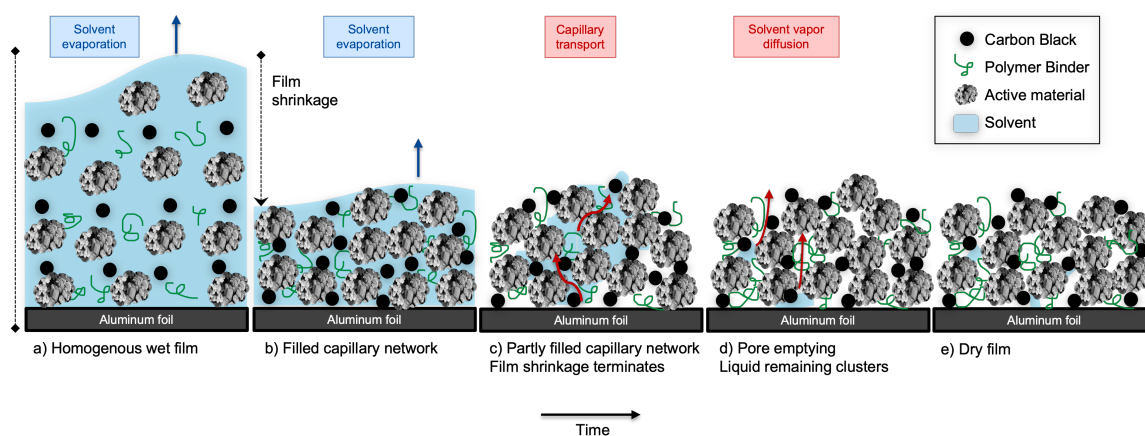 Solvent
evaporation
Solvent
evaporation
Capillary
transport
Solvent vapor
diffusion
Carbon Black
Polymer Binder
Active material
Solvent
Film
shrinkage
Aluminum foil
Aluminum foil
Aluminum foil
Aluminum foil
Aluminum foil
a) Homogenous wet film
b) Filled capillary network
c) Partly filled capillary network
Film shrinkage terminates
d) Pore emptying
Liquid remaining clusters
e) Dry film
Time